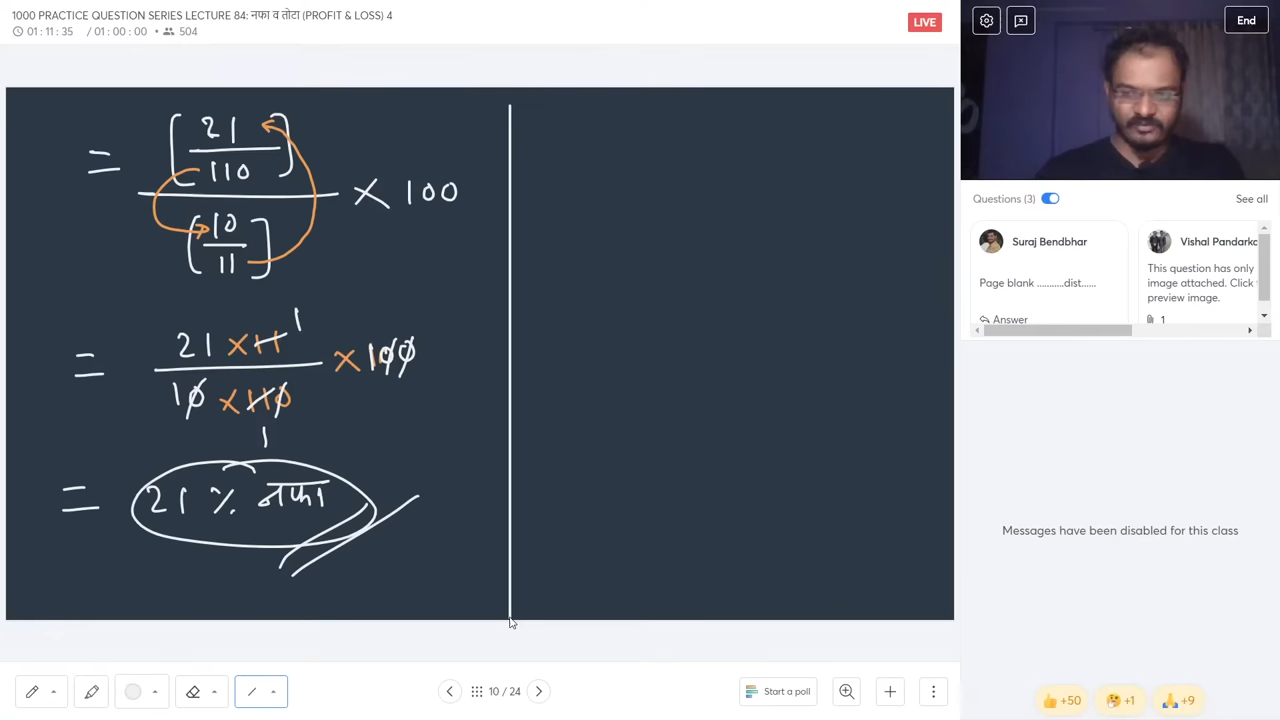 1000 PRACTICE QUESTION SERIES LECTURE 84: नफा व तोटा (PROFIT & LOSS) 4
01 : 11 : 35 / 01 : 00 : 00 • 504
LIVE
End
= [21/110] / [10/11] × 100
= 21 × 11 / 10 × 110 × 100
1
1
= 21 % नफा
Questions (3)
See all
Suraj Bendbhar
Page blank ...........dist......
Answer
Vishal Pandarka
This question has only
image attached. Click
preview image.
1
Messages have been disabled for this class
10 / 24
Start a poll
+50
+1
+9